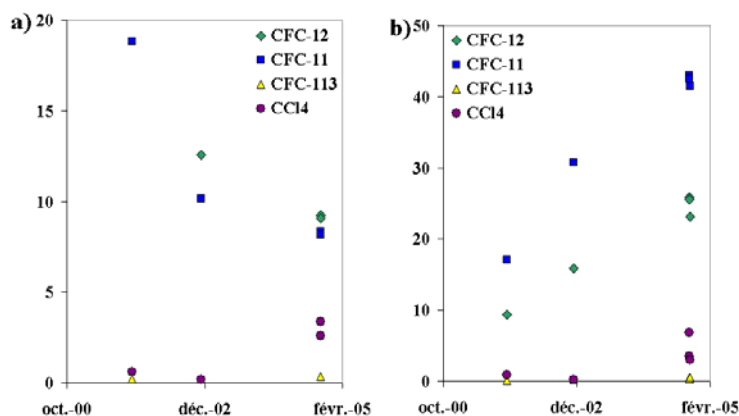 a)
20
15
10
5
0
oct.-00
déc.-02
févr.-05
CFC-12
CFC-11
CFC-113
CCl4
b)
50
40
30
20
10
0
oct.-00
déc.-02
févr.-05
CFC-12
CFC-11
CFC-113
CCl4